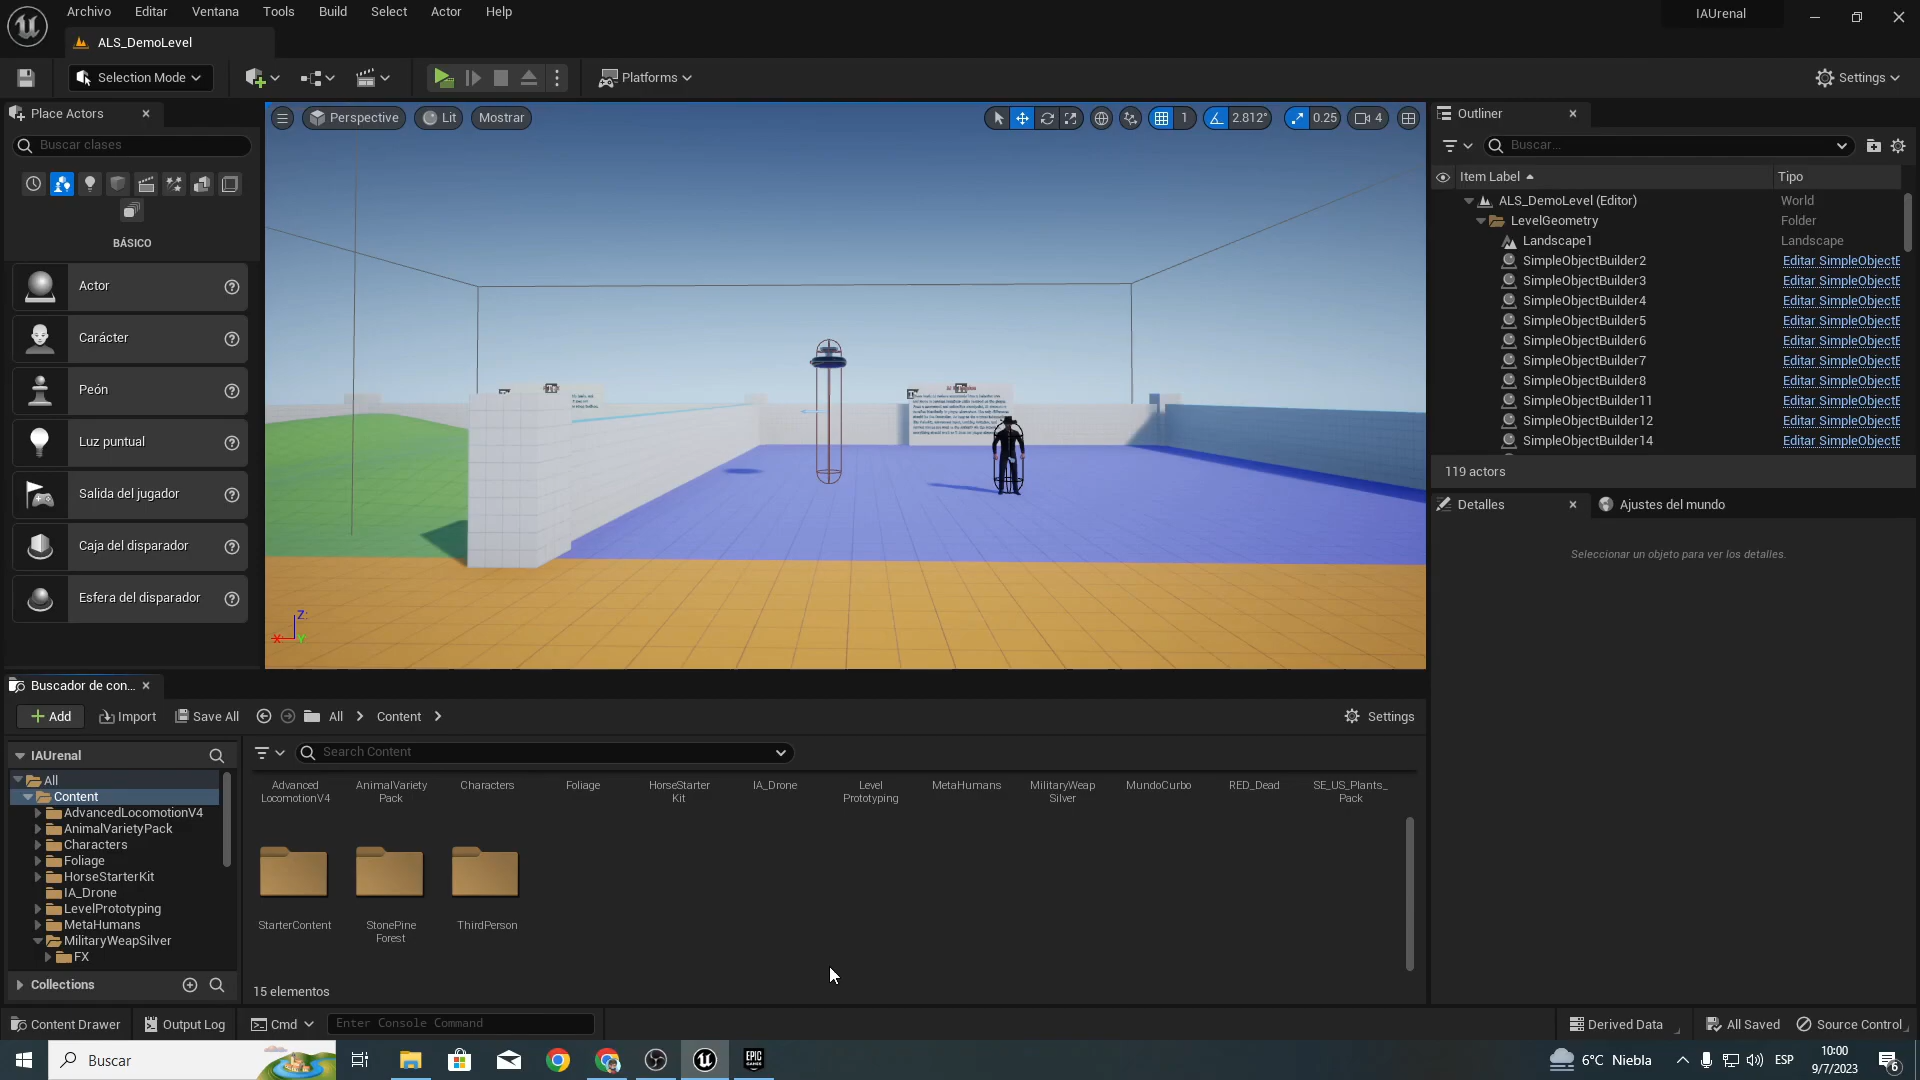 Archivo Editar Ventana Tools Build Select Actor Help
IAUrenal
ALS_DemoLevel
Selection Mode
Platforms
Settings
Place Actors
Buscar clases
BÁSICO
Actor
Carácter
Peón
Luz puntual
Salida del jugador
Caja del disparador
Esfera del disparador
Perspective Lit Mostrar
1 2.812° 0.25 4
Z
X Y
Outliner
Buscar...
Item Label Tipo
ALS_DemoLevel (Editor) World
LevelGeometry Folder
Landscape1 Landscape
SimpleObjectBuilder2 Editar SimpleObjectE
SimpleObjectBuilder3 Editar SimpleObjectE
SimpleObjectBuilder4 Editar SimpleObjectE
SimpleObjectBuilder5 Editar SimpleObjectE
SimpleObjectBuilder6 Editar SimpleObjectE
SimpleObjectBuilder7 Editar SimpleObjectE
SimpleObjectBuilder8 Editar SimpleObjectE
SimpleObjectBuilder11 Editar SimpleObjectE
SimpleObjectBuilder12 Editar SimpleObjectE
SimpleObjectBuilder14 Editar SimpleObjectE
119 actors
Detalles Ajustes del mundo
Seleccionar un objeto para ver los detalles.
Buscador de con...
Add Import Save All All Content Settings
IAUrenal
All
Content
AdvancedLocomotionV4
AnimalVarietyPack
Characters
Foliage
HorseStarterKit
IA_Drone
LevelPrototyping
MetaHumans
MilitaryWeapSilver
FX
Collections
Search Content
Advanced LocomotionV4
AnimalVariety Pack
Characters
Foliage
HorseStarter Kit
IA_Drone
Level Prototyping
MetaHumans
MilitaryWeap Silver
MundoCurbo
RED_Dead
SE_US_Plants_ Pack
StarterContent
StonePine Forest
ThirdPerson
15 elementos
Content Drawer Output Log Cmd Enter Console Command Derived Data All Saved Source Control
Buscar
EPIC GAMES
6°C Niebla
ESP
10:00
9/7/2023
6